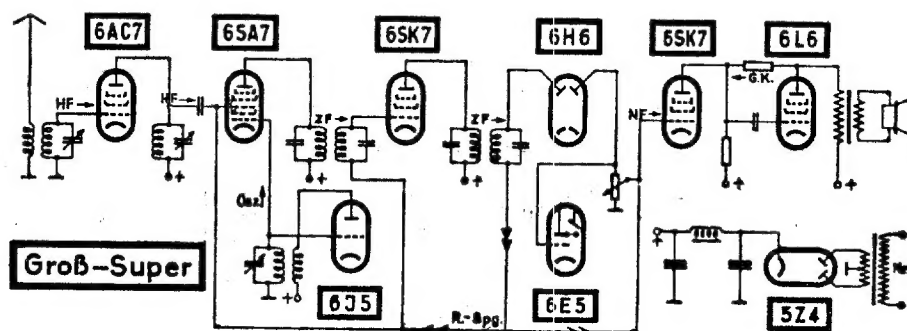 6AC7
6SA7
6SK7
6H6
6SK7
6L6
G.K.
HF
HF
ZF
ZF
NF
Osz.
+
+
+
+
+
+
+
Groß-Super
6J5
R.-Spg.
6E5
5Z4